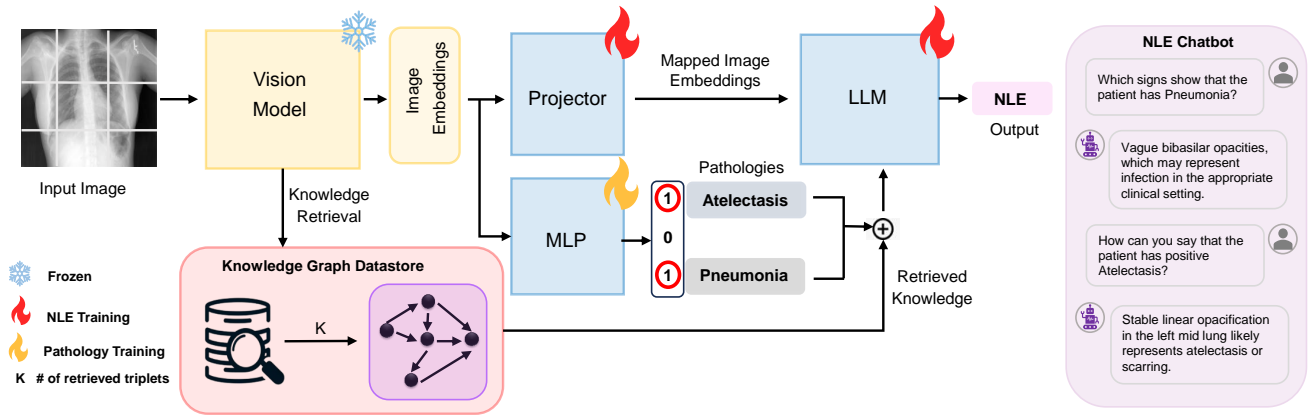 Input Image
Vision
Model
Image
Embeddings
Projector
Mapped Image
Embeddings
LLM
NLE
Output
Knowledge
Retrieval
MLP
Pathologies
1
0
1
Atelectasis
Pneumonia
Retrieved
Knowledge
Knowledge Graph Datastore
K
Frozen
NLE Training
Pathology Training
K # of retrieved triplets
NLE Chatbot
Which signs show that the
patient has Pneumonia?
Vague bibasilar opacities,
which may represent
infection in the appropriate
clinical setting.
How can you say that the
patient has positive
Atelectasis?
Stable linear opacification
in the left mid lung likely
represents atelectasis or
scarring.